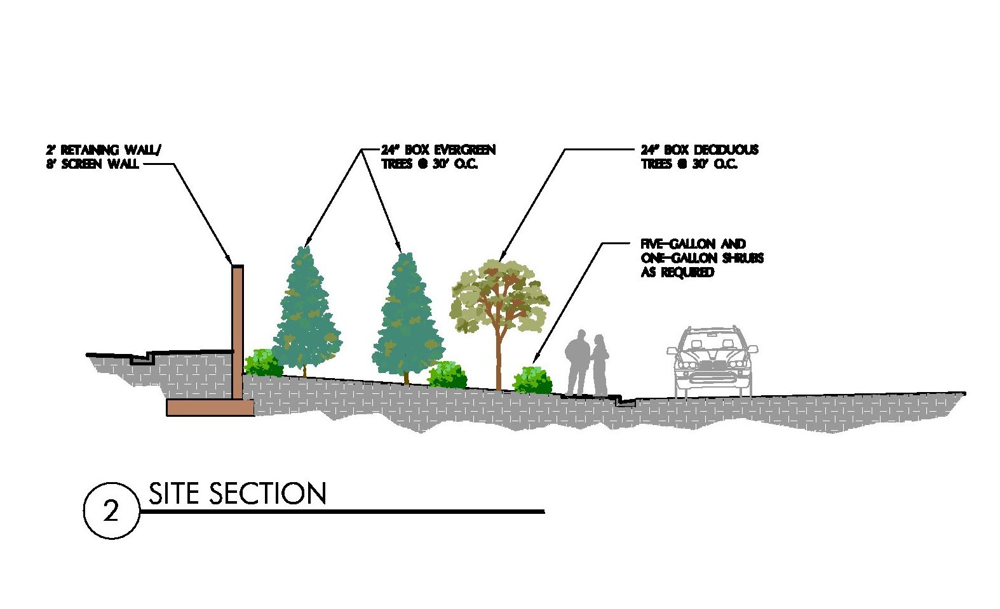 2' RETAINING WALL/
8' SCREEN WALL
24" BOX EVERGREEN
TREES @ 30' O.C.
24" BOX DECIDUOUS
TREES @ 30' O.C.
FIVE-GALLON AND
ONE-GALLON SHRUBS
AS REQUIRED
2
SITE SECTION